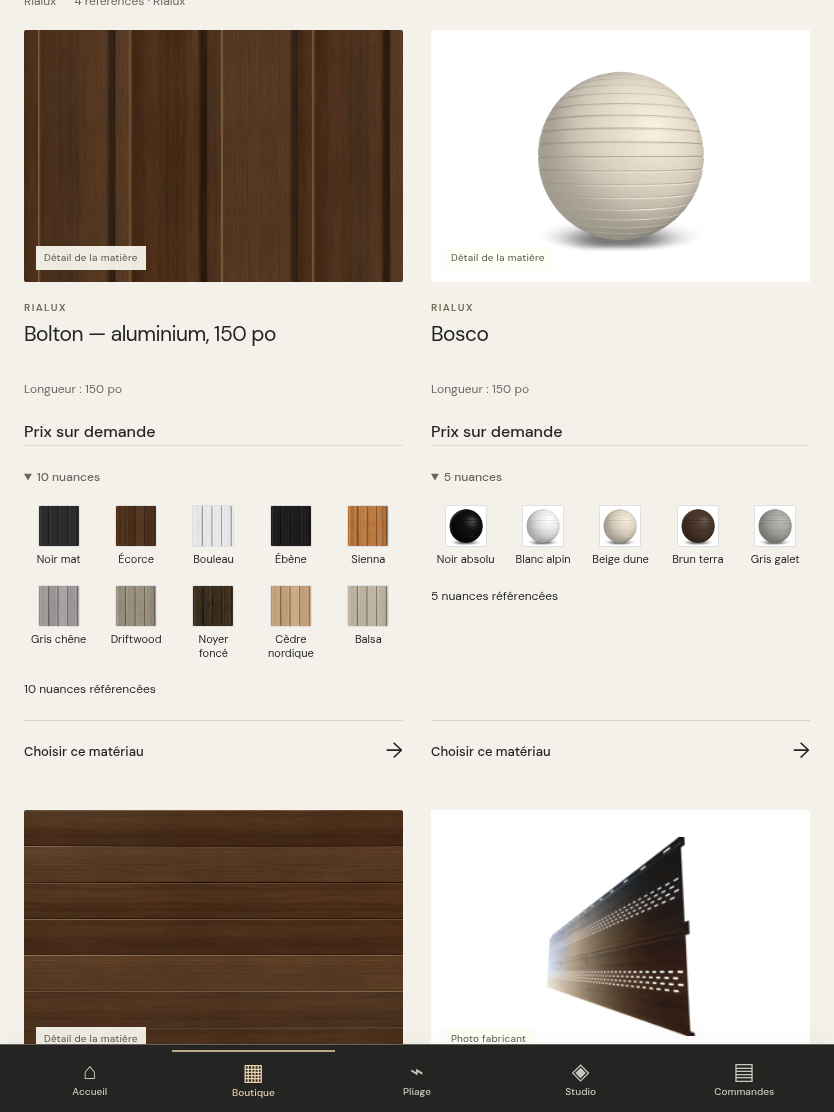 Rialux 4 références · Rialux
Détail de la matière
Détail de la matière
RIALUX
Bolton — aluminium, 150 po
Longueur : 150 po
Prix sur demande
▼ 10 nuances
Noir mat
Écorce
Bouleau
Ébène
Sienna
Gris chêne
Driftwood
Noyer
foncé
Cèdre
nordique
Balsa
10 nuances référencées
Choisir ce matériau
RIALUX
Bosco
Longueur : 150 po
Prix sur demande
▼ 5 nuances
Noir absolu
Blanc alpin
Beige dune
Brun terra
Gris galet
5 nuances référencées
Choisir ce matériau
Détail de la matière
Photo fabricant
Accueil
Boutique
Pliage
Studio
Commandes